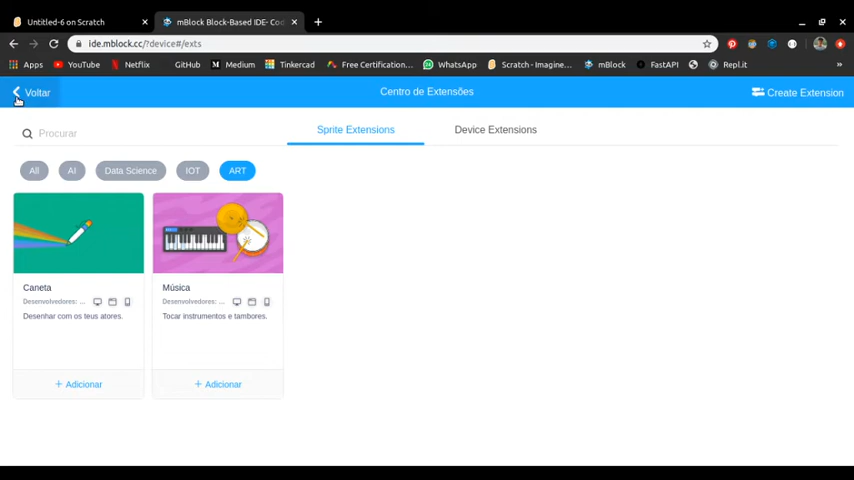 Untitled-6 on Scratch
mBlock Block-Based IDE- Cod
ide.mblock.cc/?device#/exts
Apps YouTube Netflix GitHub Medium Tinkercad Free Certification... WhatsApp Scratch - Imagine... mBlock FastAPI Repl.it »
Voltar
Centro de Extensões
Create Extension
Procurar
Sprite Extensions
Device Extensions
All AI Data Science IOT ART
Caneta
Desenvolvedores: ...
Desenhar com os teus atores.
+ Adicionar
Música
Desenvolvedores: ...
Tocar instrumentos e tambores.
+ Adicionar